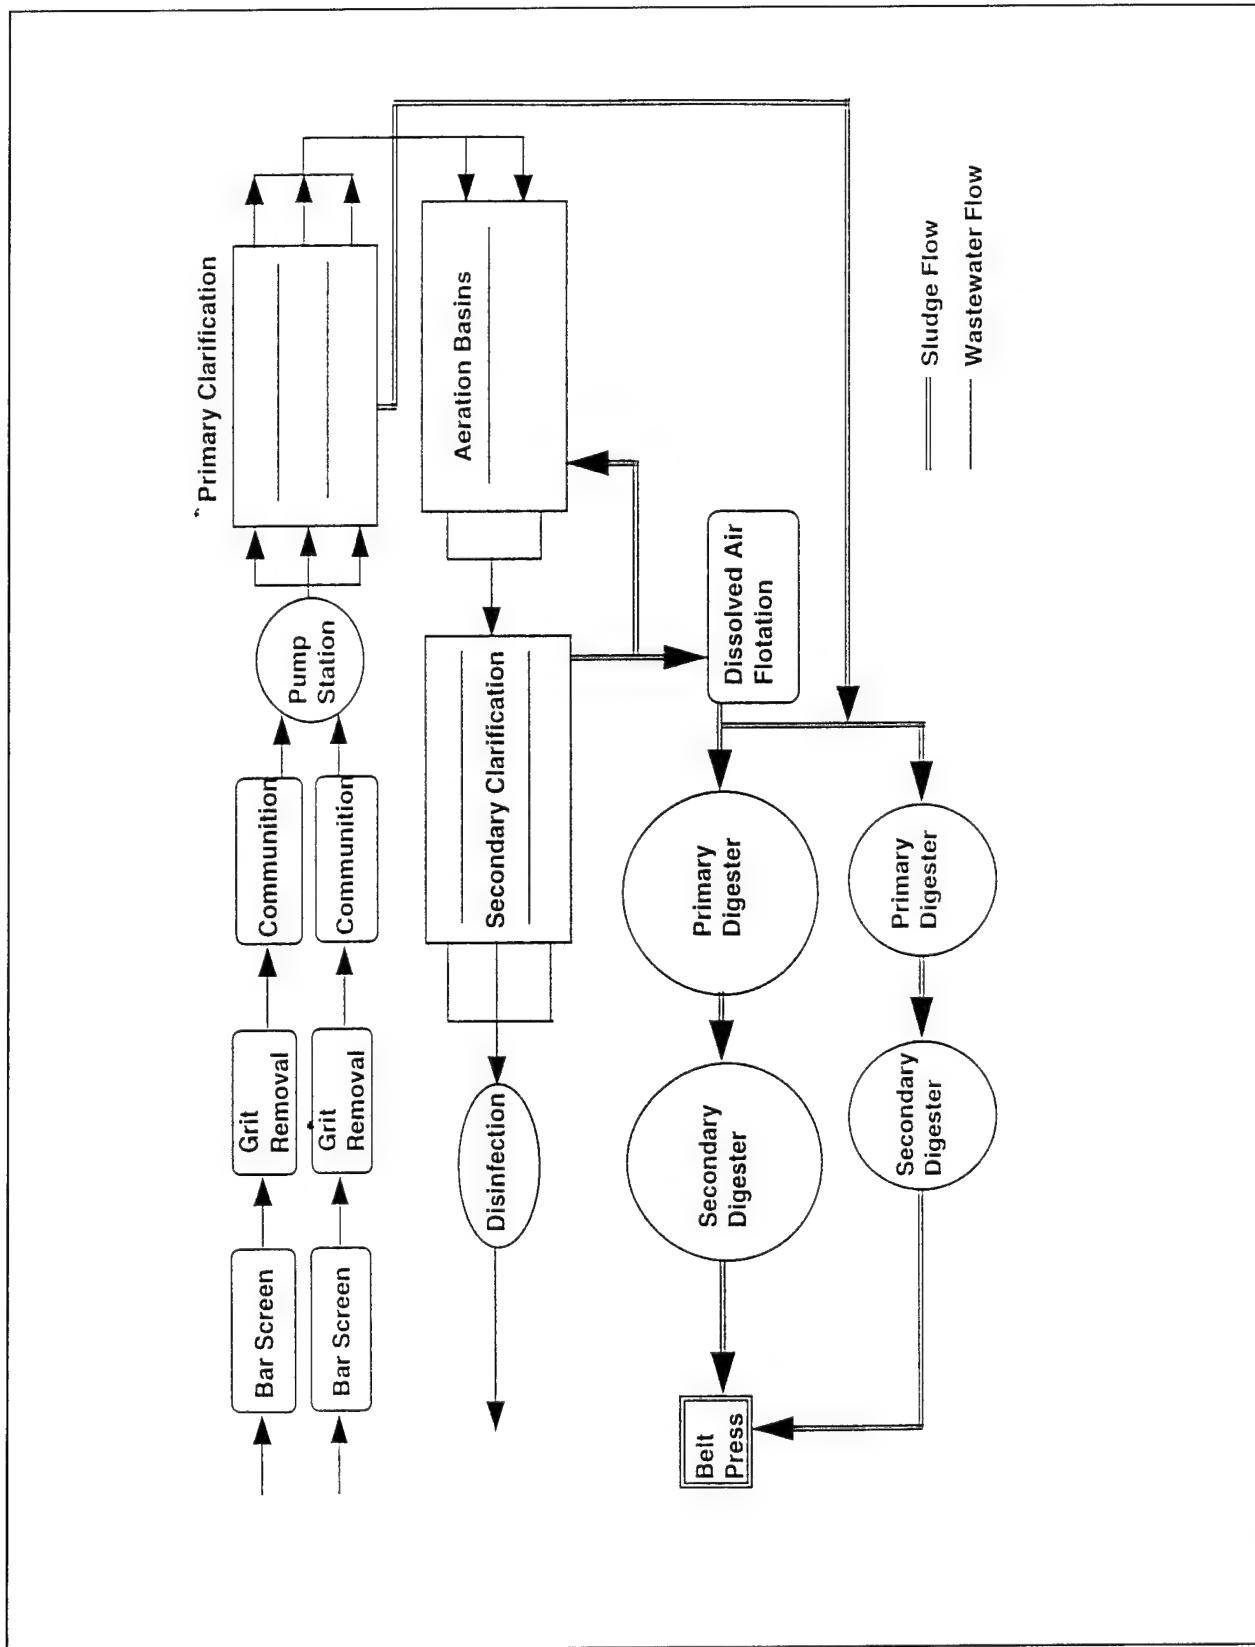 Bar Screen
Grit
Removal
Communition
Bar Screen
Grit
Removal
Communition
Pump
Station
Primary Clarification
Disinfection
Secondary Clarification
Aeration Basins
Dissolved Air
Flotation
Belt
Press
Secondary
Digester
Primary
Digester
Secondary
Digester
Primary
Digester
Sludge Flow
Wastewater Flow